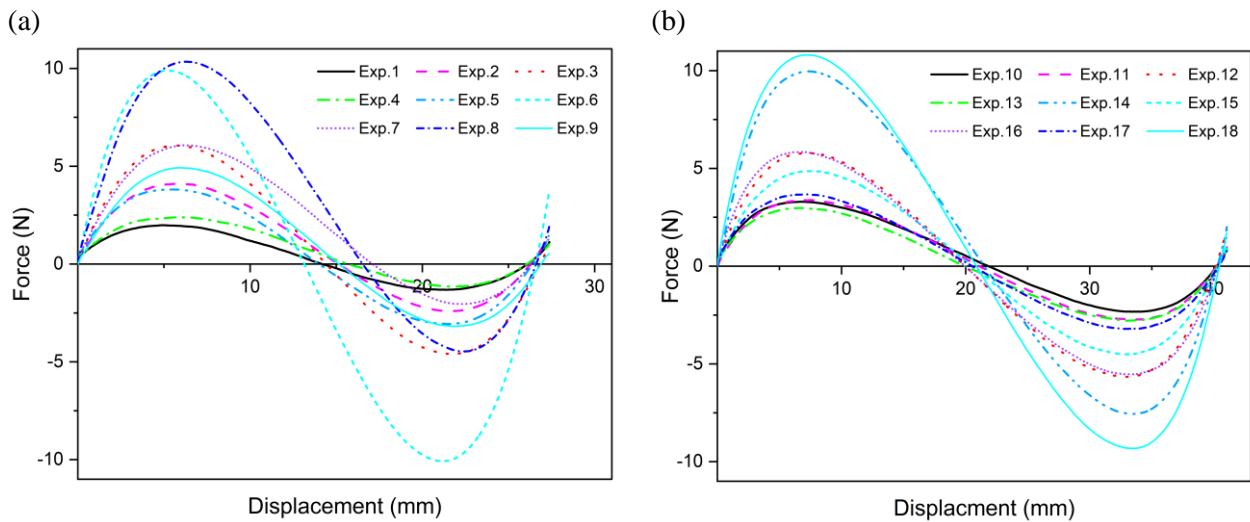 (a)
(b)
10
5
0
-5
-10
Force (N)
10
20
30
Displacement (mm)
Exp.1 Exp.2 Exp.3
Exp.4 Exp.5 Exp.6
Exp.7 Exp.8 Exp.9
10
5
0
-5
-10
Force (N)
10
20
30
40
Displacment (mm)
Exp.10 Exp.11 Exp.12
Exp.13 Exp.14 Exp.15
Exp.16 Exp.17 Exp.18